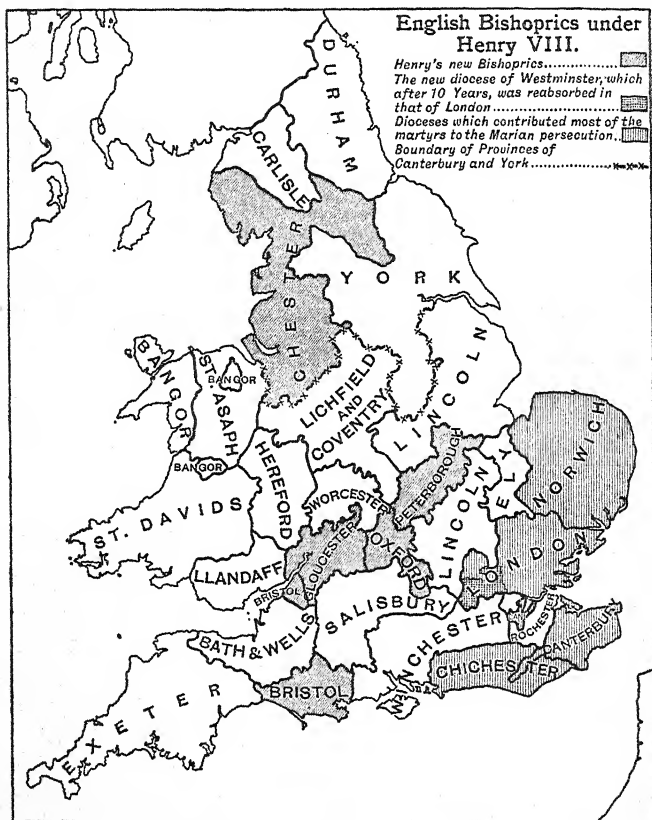 English Bishoprics under
Henry VIII.
Henry's new Bishoprics................
The new diocese of Westminster, which
after 10 Years, was reabsorbed in
that of London....................
Dioceses which contributed most of the
martyrs to the Marian persecution..
Boundary of Provinces of
Canterbury and York..............
DURHAM
CARLISLE
CHESTER
YORK
BANGOR
ST. ASAPH
BANGOR
LICHFIELD
AND
COVENTRY
LINCOLN
BANGOR
HEREFORD
WORCESTER
PETERBOROUGH
LINCOLN
ELY
NORWICH
ST. DAVIDS
LLANDAFF
GLOUCESTER
BRISTOL
OXFORD
LONDON
BATH & WELLS
SALISBURY
WINCHESTER
ROCHESTER
CANTERBURY
CHICHESTER
BRISTOL
EXETER